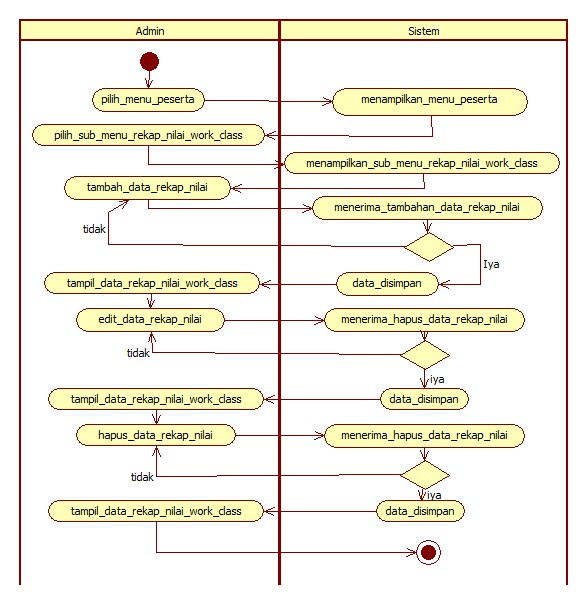 Admin
Sistem
pilih_menu_peserta
menampilkan_menu_peserta
pilih_sub_menu_rekap_nilai_work_class
menampilkan_sub_menu_rekap_nilai_work_class
tambah_data_rekap_nilai
menerima_tambahan_data_rekap_nilai
tidak
Iya
tampil_data_rekap_nilai_work_class
data_disimpan
edit_data_rekap_nilai
menerima_hapus_data_rekap_nilai
tidak
iya
tampil_data_rekap_nilai_work_class
data_disimpan
hapus_data_rekap_nilai
menerima_hapus_data_rekap_nilai
tidak
iya
tampil_data_rekap_nilai_work_class
data_disimpan